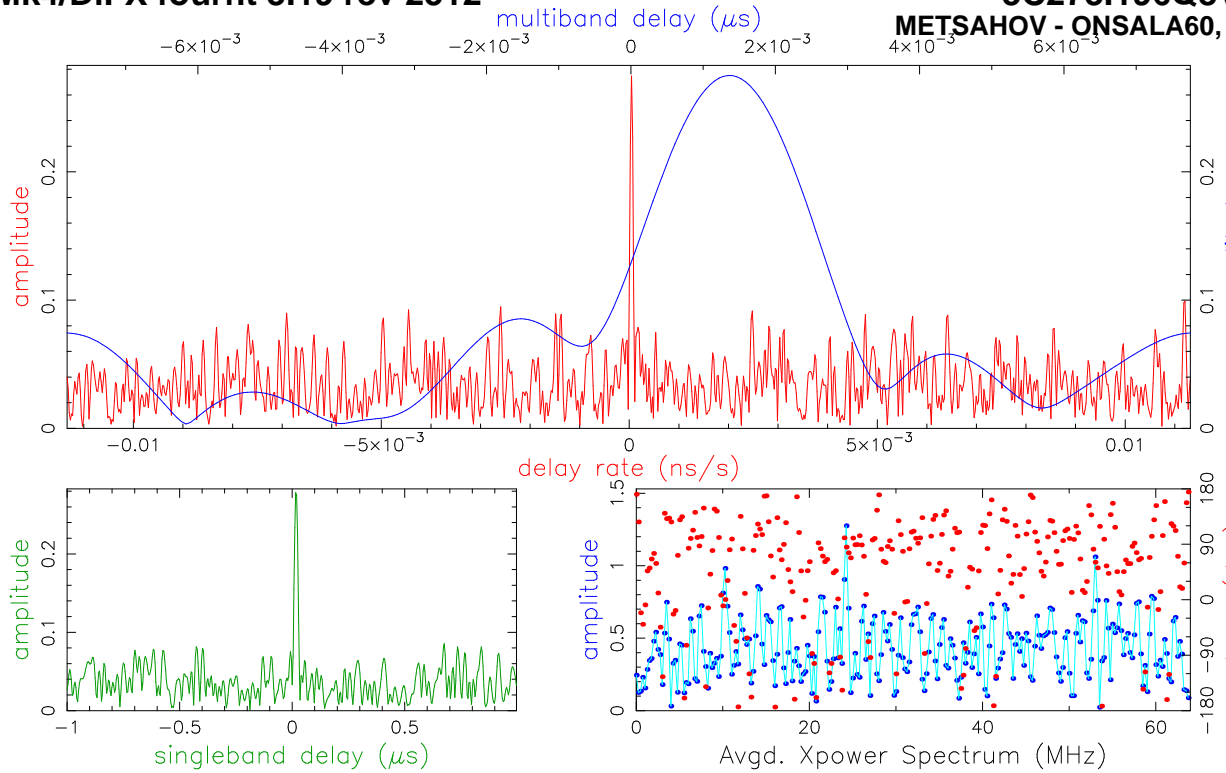 multiband delay (μs)
METSAHOV - ONSALA60,
−6×10⁻³ −4×10⁻³ −2×10⁻³ 0 2×10⁻³ 4×10⁻³ 6×10⁻³
amplitude
0 0.1 0.2
0 0.1 0.2
−0.01 −5×10⁻³ 0 5×10⁻³ 0.01
delay rate (ns/s)
amplitude
0 0.1 0.2
−1 −0.5 0 0.5
singleband delay (μs)
amplitude
0 0.5 1 1.5
−180 −90 0 90 180
0 20 40 60
Avgd. Xpower Spectrum (MHz)